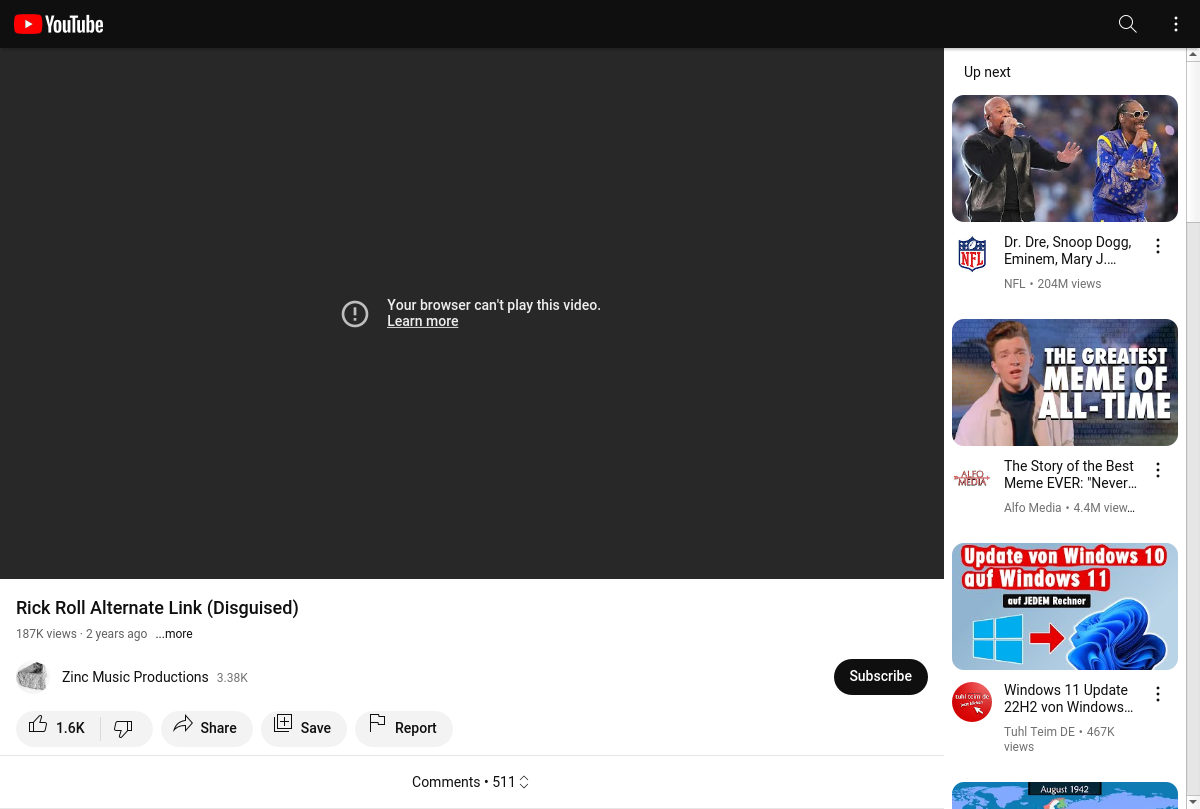 YouTube
Your browser can't play this video.
Learn more
Rick Roll Alternate Link (Disguised)
187K views · 2 years ago ...more
Zinc Music Productions 3.38K
Subscribe
1.6K
Share
Save
Report
Comments • 511
Up next
NFL
Dr. Dre, Snoop Dogg,
Eminem, Mary J....
NFL • 204M views
THE GREATEST
MEME OF
ALL-TIME
ALFO
MEDIA
The Story of the Best
Meme EVER: "Never...
Alfo Media • 4.4M view...
Update von Windows 10
auf Windows 11
auf JEDEM Rechner
tuhl teim de
Windows 11 Update
22H2 von Windows...
Tuhl Teim DE • 467K
views
August 1942